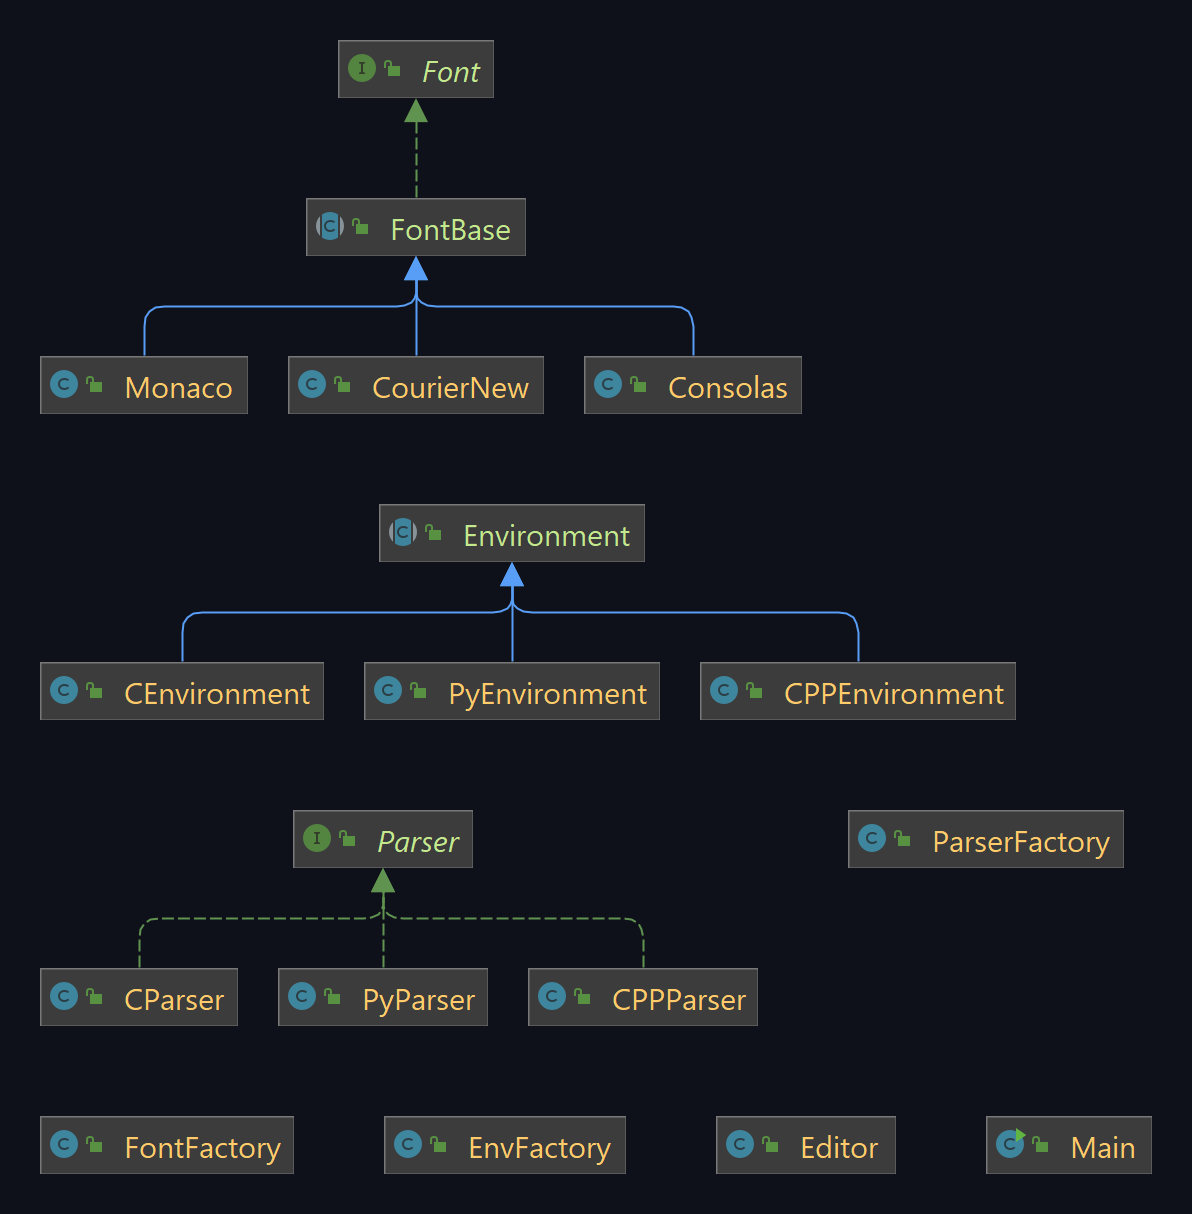 Font
FontBase
Monaco
CourierNew
Consolas
Environment
CEnvironment
PyEnvironment
CPPEnvironment
Parser
ParserFactory
CParser
PyParser
CPPParser
FontFactory
EnvFactory
Editor
Main